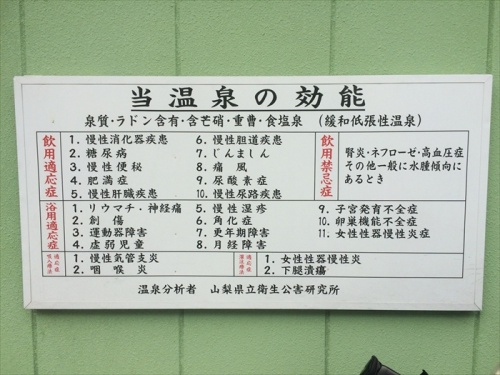 当温泉の効能
泉質・ラドン含有・含芒硝・重曹・食塩泉 (緩和低張性温泉)
飲用適応症
1. 慢性消化器疾患
2. 糖尿病
3. 慢性便秘
4. 肥満症
5. 慢性肝臓疾患
6. 慢性胆道疾患
7. じんましん
8. 痛風
9. 尿酸素症
10. 慢性尿路疾患
飲用禁忌症
腎炎・ネフローゼ・高血圧症
その他一般に水腫傾向に
あるとき
浴用適応症
1. リウマチ・神経痛
2. 創傷
3. 運動器障害
4. 虚弱児童
5. 慢性湿疹
6. 角化症
7. 更年期障害
8. 月経障害
9. 子宮発育不全症
10. 卵巣機能不全症
11. 女性性器慢性炎症
適応症
吸入療法
1. 慢性気管支炎
2. 咽喉炎
適応症
1. 女性性器慢性炎
2. 下腿潰瘍
温泉分析者 山梨県立衛生公害研究所